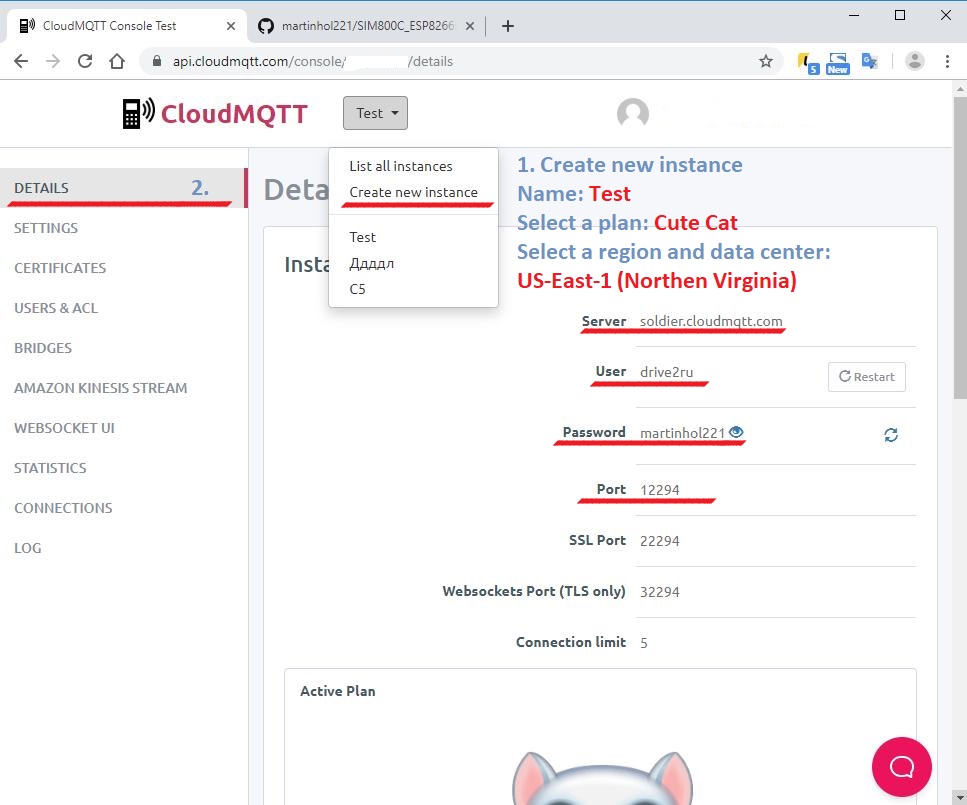 CloudMQTT Console Test
martinhol221/SIM800C_ESP8266
api.cloudmqtt.com/console/ /details
5
New
CloudMQTT
Test
List all instances
Create new instance
Test
Ддддл
C5
1. Create new instance
Name: Test
Select a plan: Cute Cat
Select a region and data center:
US-East-1 (Northen Virginia)
DETAILS 2.
SETTINGS
CERTIFICATES
USERS & ACL
BRIDGES
AMAZON KINESIS STREAM
WEBSOCKET UI
STATISTICS
CONNECTIONS
LOG
Deta
Insta
Server soldier.cloudmqtt.com
User drive2ru
Restart
Password martinhol221
Port 12294
SSL Port 22294
Websockets Port (TLS only) 32294
Connection limit 5
Active Plan